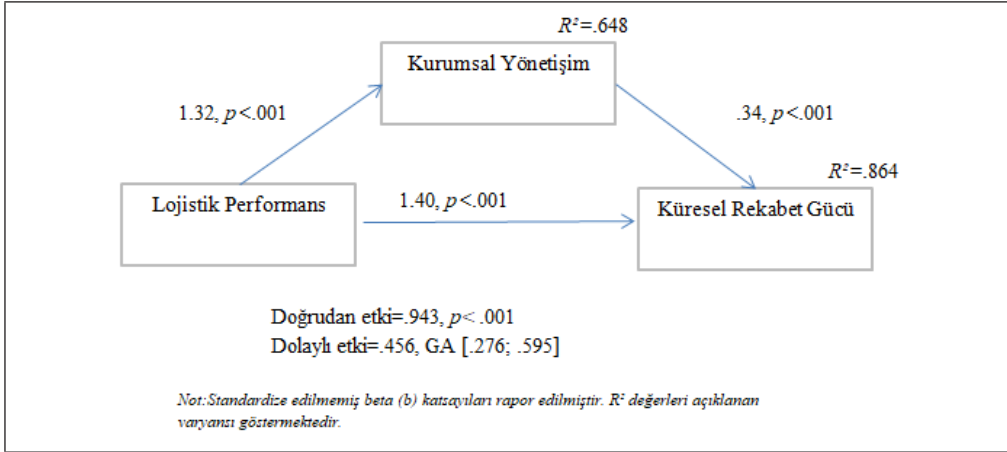 R²=.648
Kurumsal Yönetişim
1.32, p<.001
.34, p<.001
R²=.864
Lojistik Performans
1.40, p<.001
Küresel Rekabet Gücü
Doğrudan etki=.943, p< .001
Dolaylı etki=.456, GA [.276; .595]
Not:Standardize edilmemiş beta (b) katsayıları rapor edilmiştir. R² değerleri açıklanan
varyansı göstermektedir.